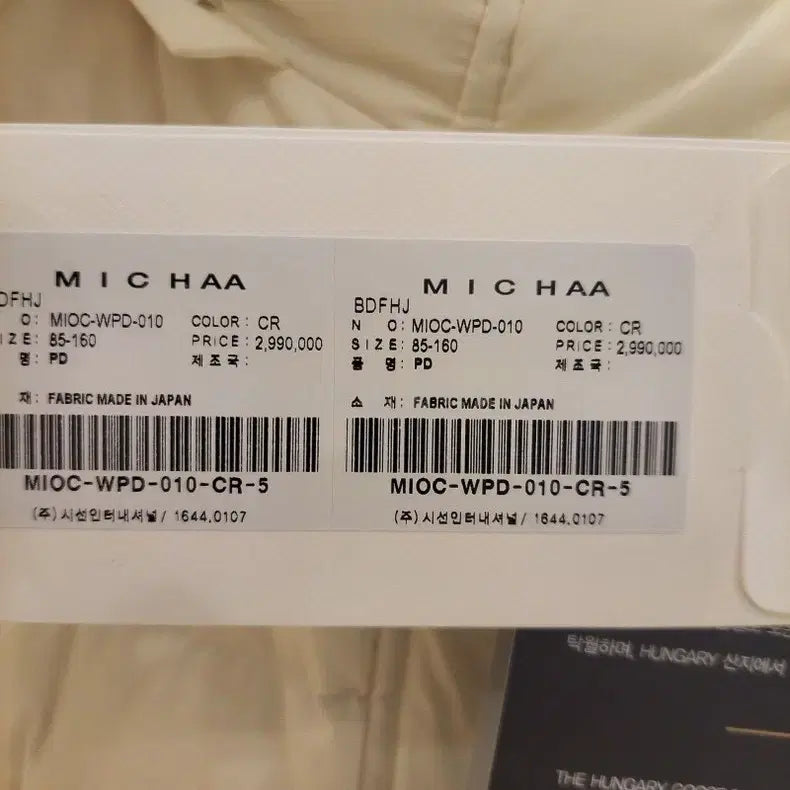 MICHAA
DFHJ
O: MIOC-WPD-010 COLOR: CR
IZE: 85-160 PRICE: 2,990,000
명: PD 제조국:
재: FABRIC MADE IN JAPAN
MIOC-WPD-010-CR-5
(주)시선인터내셔널/ 1644.0107
MICHAA
BDFHJ
N O: MIOC-WPD-010 COLOR: CR
SIZE: 85-160 PRICE: 2,990,000
품 명: PD 제조국:
소 재: FABRIC MADE IN JAPAN
MIOC-WPD-010-CR-5
(주)시선인터내셔널/ 1644.0107
탁월하며, HUNGARY 산지에서
THE HUNGARY